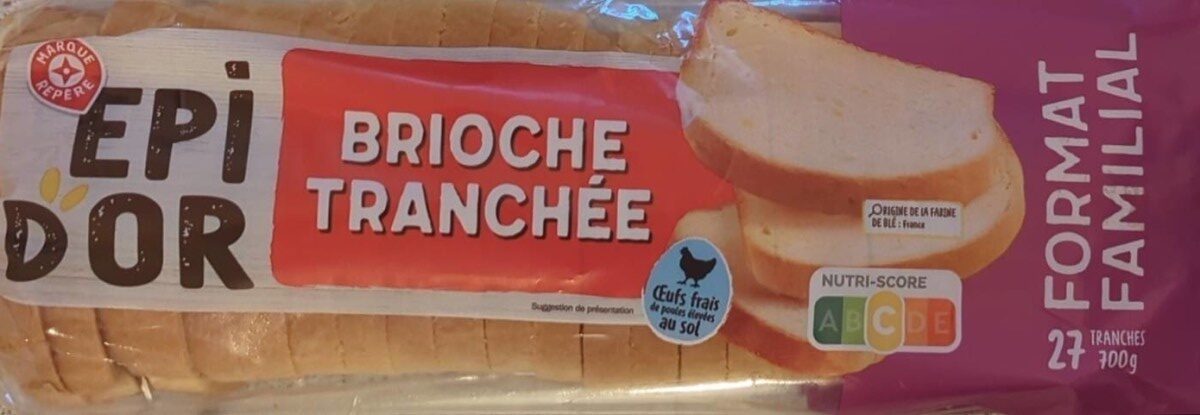 MARQUE
REPÈRE
EPI
D'OR
BRIOCHE
TRANCHÉE
Suggestion de présentation
Œufs frais
de poules élevées
au sol
ORIGINE DE LA FARINE
DE BLÉ : France
NUTRI-SCORE
A B C D E
FORMAT
FAMILIAL
27 TRANCHES
700g